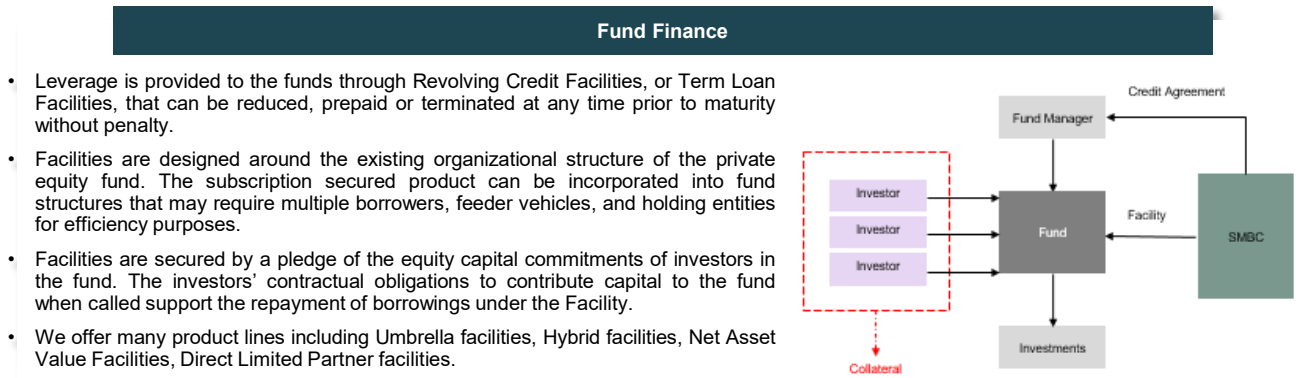 Fund Finance
• Leverage is provided to the funds through Revolving Credit Facilities, or Term Loan
Facilities, that can be reduced, prepaid or terminated at any time prior to maturity
without penalty.
• Facilities are designed around the existing organizational structure of the private
equity fund. The subscription secured product can be incorporated into fund
structures that may require multiple borrowers, feeder vehicles, and holding entities
for efficiency purposes.
• Facilities are secured by a pledge of the equity capital commitments of investors in
the fund. The investors’ contractual obligations to contribute capital to the fund
when called support the repayment of borrowings under the Facility.
• We offer many product lines including Umbrella facilities, Hybrid facilities, Net Asset
Value Facilities, Direct Limited Partner facilities.
Credit Agreement
Fund Manager
Investor
Investor
Investor
Fund
Facility
SMBC
Investments
Collateral